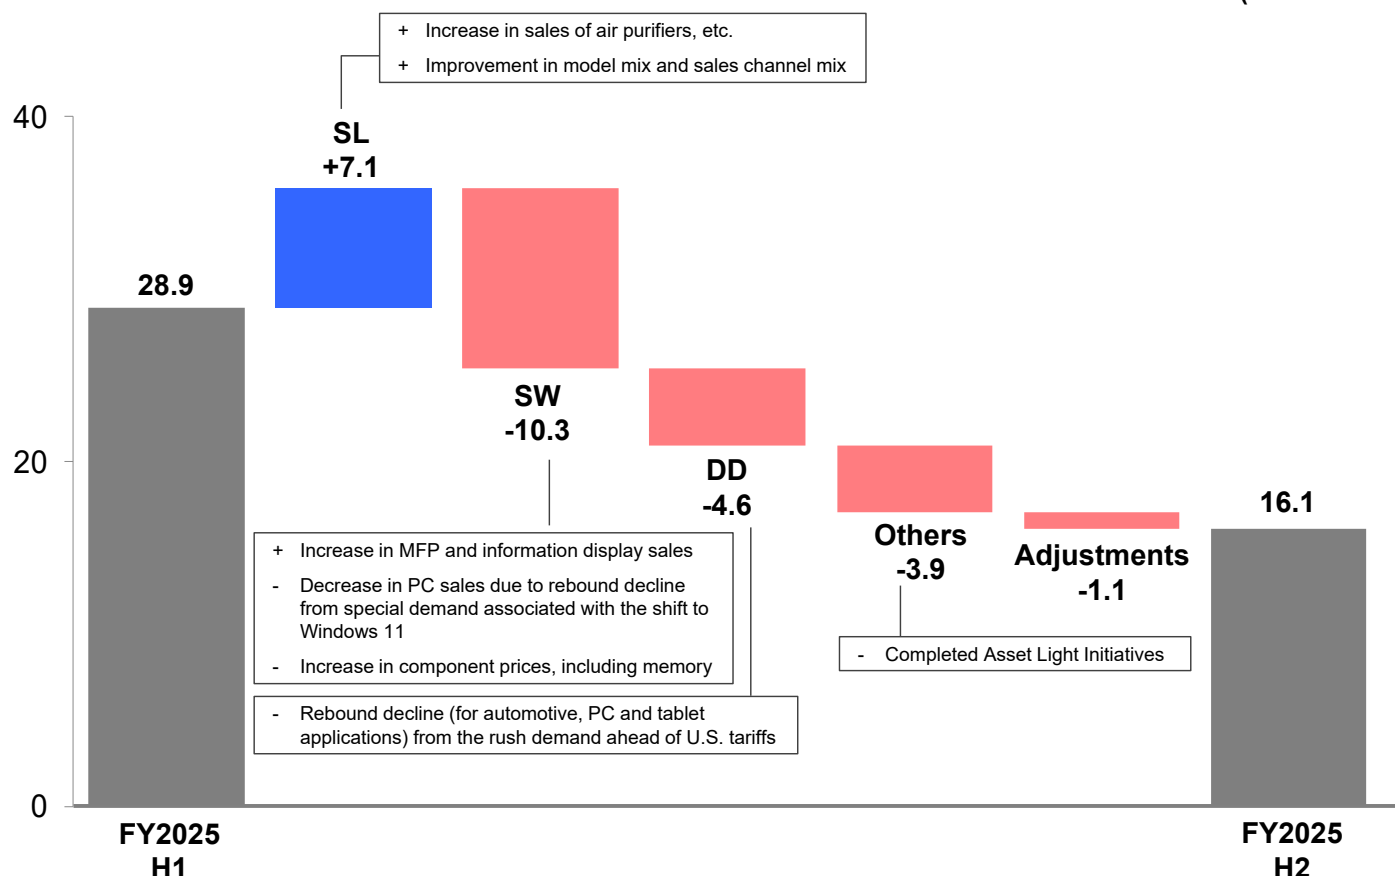 (
+ Increase in sales of air purifiers, etc.
+ Improvement in model mix and sales channel mix
40
SL
+7.1
28.9
SW
-10.3
20
DD
-4.6
16.1
Others
-3.9
Adjustments
-1.1
+ Increase in MFP and information display sales
- Decrease in PC sales due to rebound decline
from special demand associated with the shift to
Windows 11
- Increase in component prices, including memory
- Completed Asset Light Initiatives
- Rebound decline (for automotive, PC and tablet
applications) from the rush demand ahead of U.S. tariffs
0
FY2025
H1
FY2025
H2